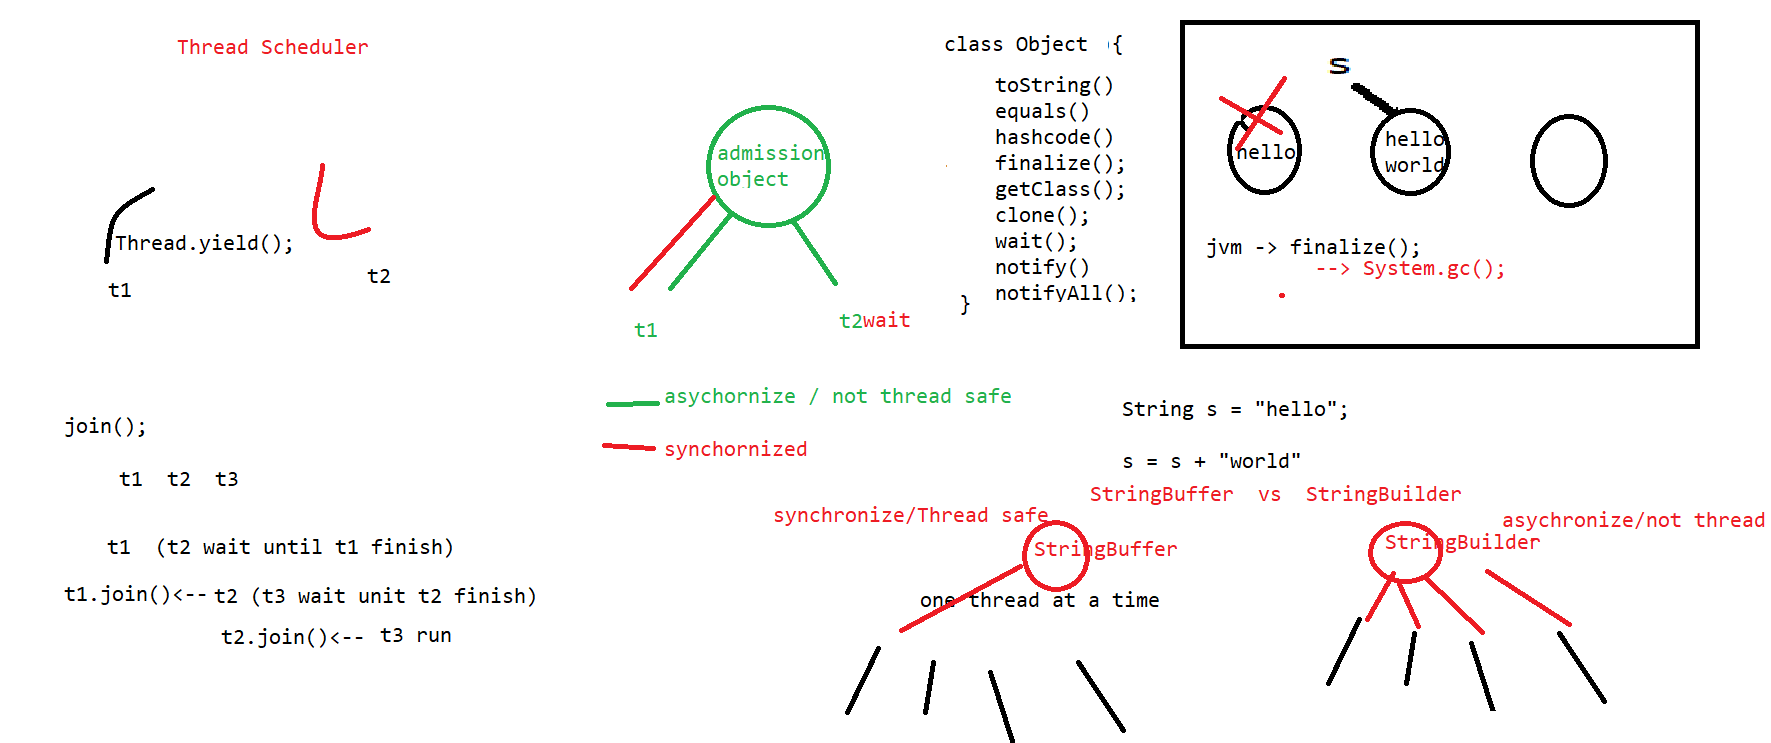 Thread Scheduler
Thread.yield();
t1
t2
admission
object
t1
t2wait
class Object {
toString()
equals()
hashcode()
finalize();
getClass();
clone();
wait();
notify()
notifyAll();
}
s
hello
hello
world
jvm -> finalize();
--> System.gc();
asychornize / not thread safe
synchornized
join();
t1 t2 t3
t1 (t2 wait until t1 finish)
t1.join()<-- t2 (t3 wait unit t2 finish)
t2.join()<-- t3 run
String s = "hello";
s = s + "world"
StringBuffer vs StringBuilder
synchronize/Thread safe
StringBuffer
one thread at a time
asychronize/not thread
StringBuilder